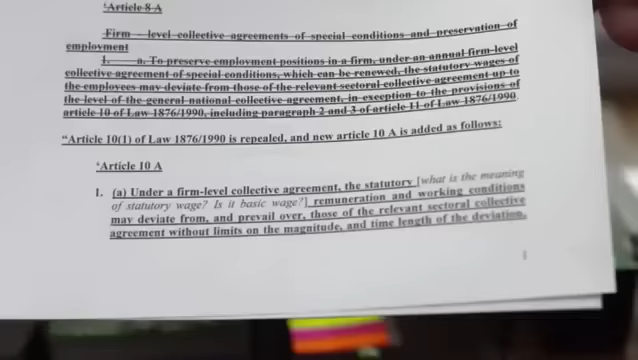 ‘Article 8 A
Firm – level collective agreements of special conditions and preservation of
employment
1. a. To preserve employment positions in a firm, under an annual firm-level
collective agreement of special conditions, which can be renewed, the statutory wages of
the employees may deviate from those of the relevant sectoral collective agreement up to
the level of the general national collective agreement, in exception to the provisions of
article 10 of Law 1876/1990, including paragraph 2 and 3 of article 11 of Law 1876/1990
“Article 10(1) of Law 1876/1990 is repealed, and new article 10 A is added as follows:
‘Article 10 A
1. (a) Under a firm-level collective agreement, the statutory [what is the meaning
of statutory wage? Is it basic wage?] remuneration and working conditions
may deviate from, and prevail over, those of the relevant sectoral collective
agreement without limits on the magnitude, and time length of the deviation,